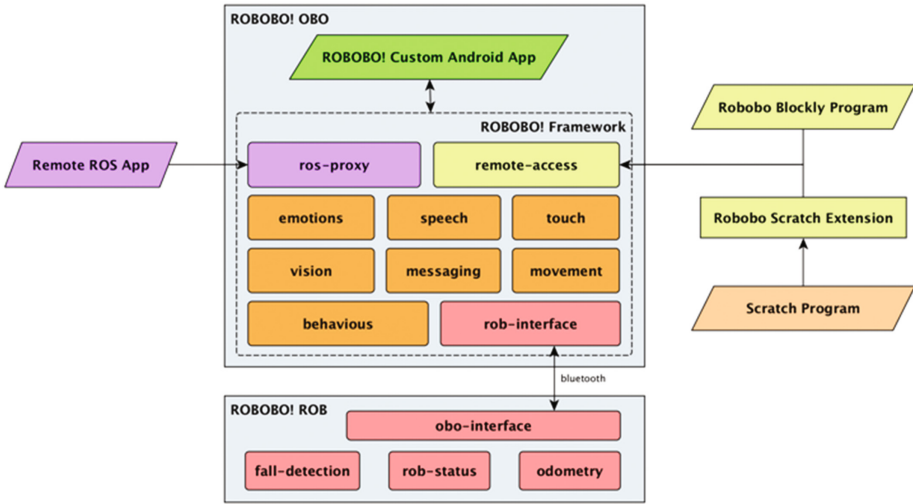 ROBOBO! OBO
ROBOBO! Custom Android App
ROBOBO! Framework
Robobo Blockly Program
Remote ROS App
ros-proxy
remote-access
emotions
speech
touch
Robobo Scratch Extension
vision
messaging
movement
Scratch Program
behavious
rob-interface
bluetooth
ROBOBO! ROB
obo-interface
fall-detection
rob-status
odometry